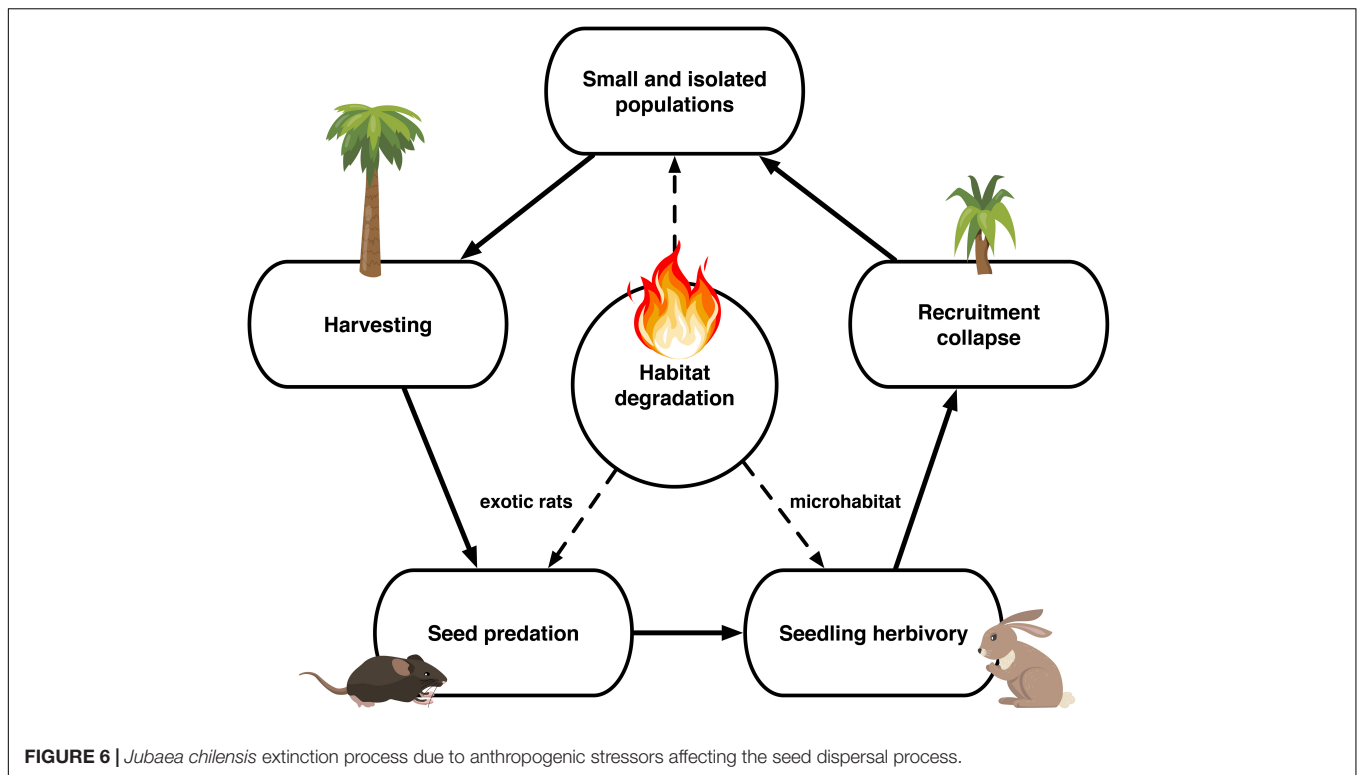 Small and isolated
populations
Harvesting
Recruitment
collapse
Habitat
degradation
exotic rats
microhabitat
Seed predation
Seedling herbivory
FIGURE 6 | Jubaea chilensis extinction process due to anthropogenic stressors affecting the seed dispersal process.